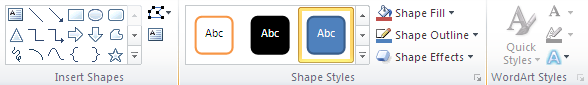 Abc Abc Abc
Shape Fill
Shape Outline
Shape Effects
Quick
Styles
A
A
A
A
A
Insert Shapes
Shape Styles
WordArt Styles